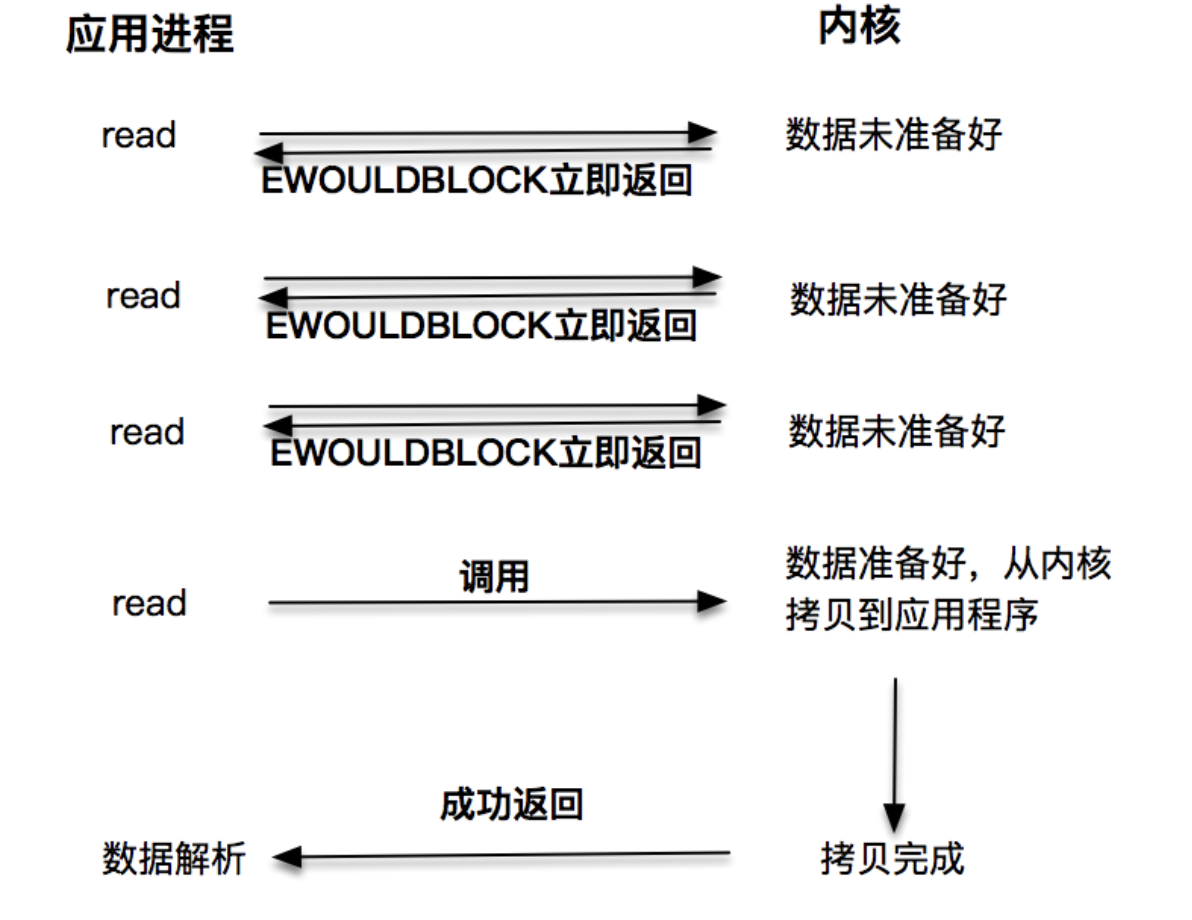 应用进程
内核
read
数据未准备好
EWOULDBLOCK立即返回
read
数据未准备好
EWOULDBLOCK立即返回
read
数据未准备好
EWOULDBLOCK立即返回
read
调用
数据准备好，从内核
拷贝到应用程序
成功返回
数据解析
拷贝完成